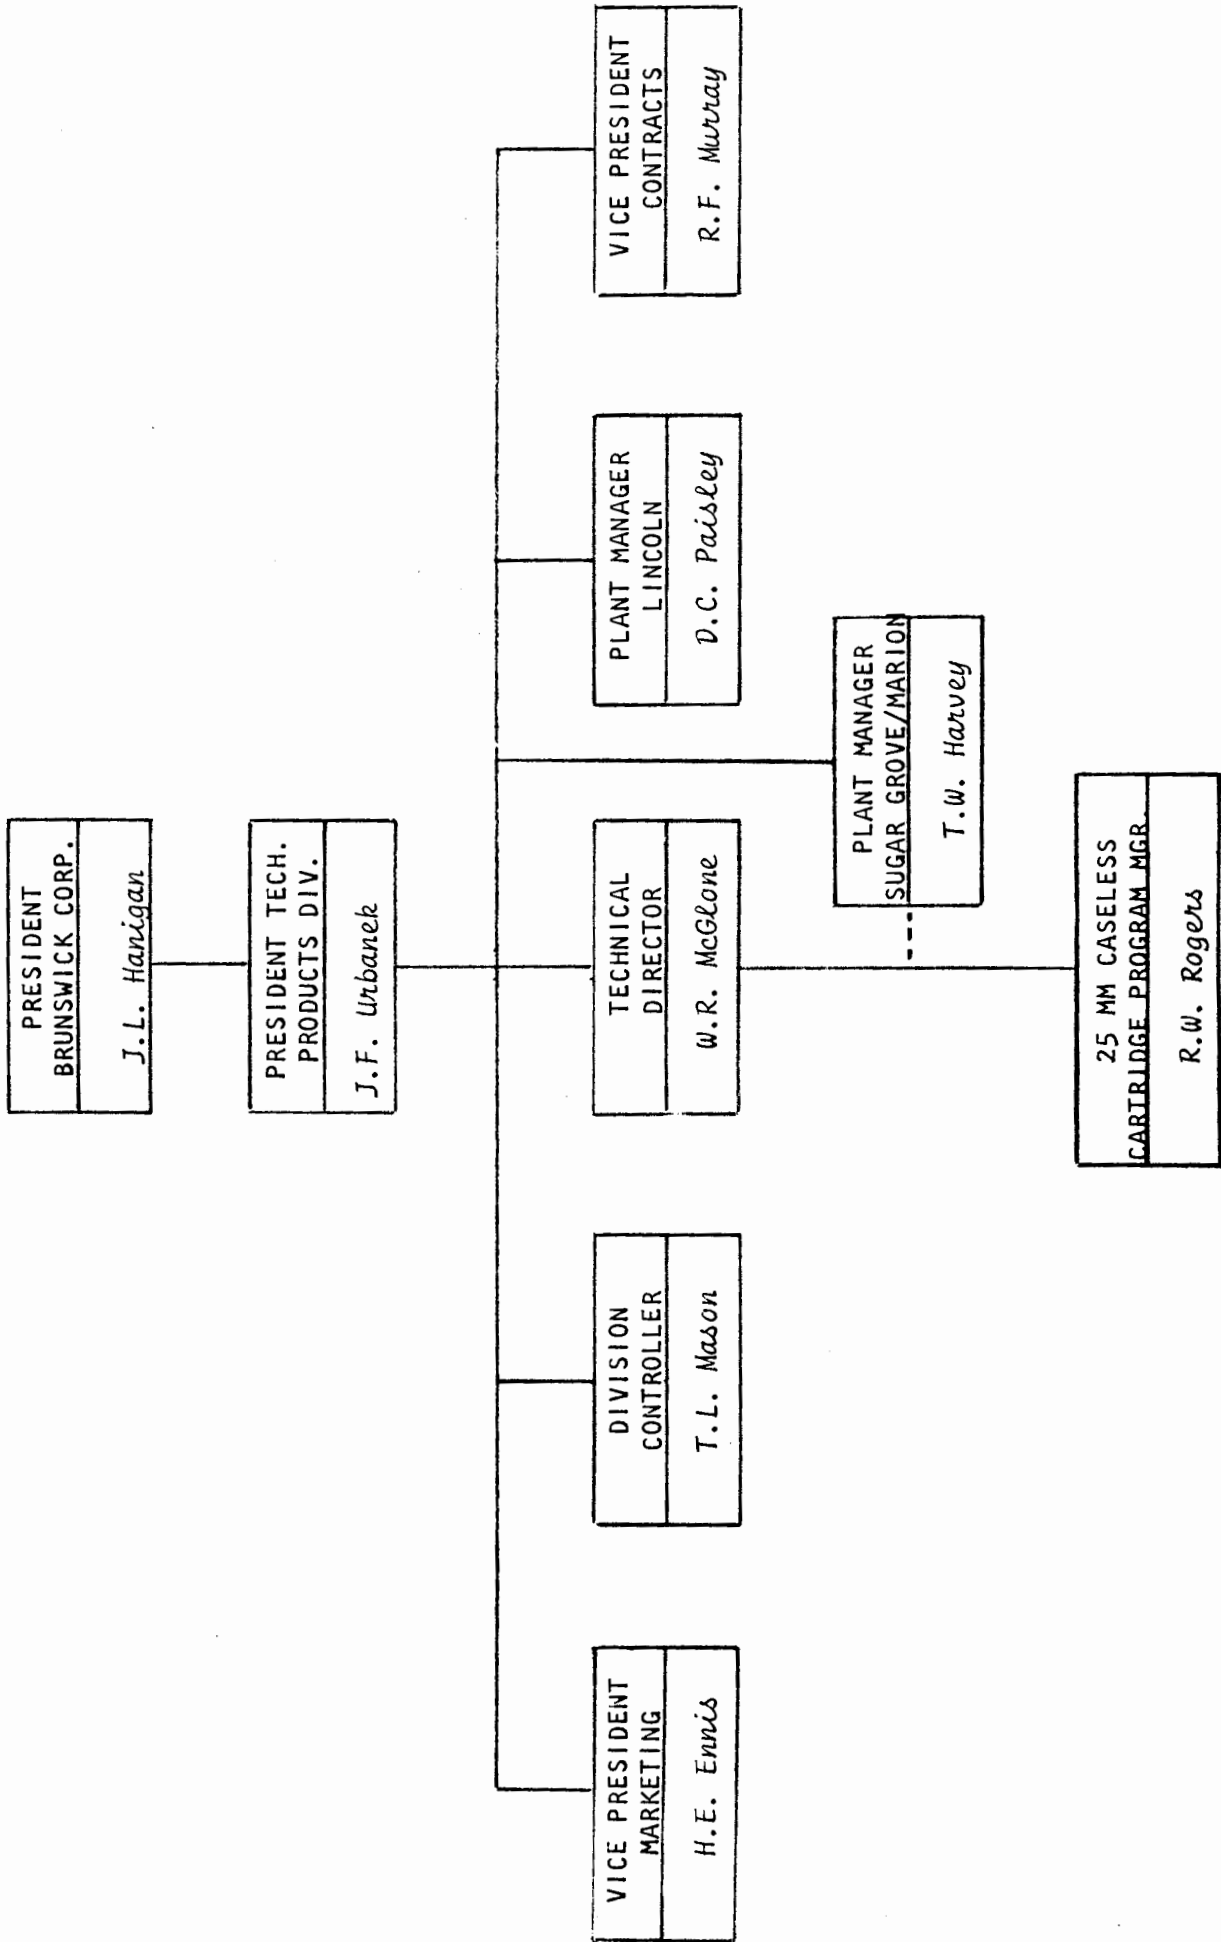 PRESIDENT
BRUNSWICK CORP.
J.L. Hanigan
PRESIDENT TECH.
PRODUCTS DIV.
J.F. Urbanek
VICE PRESIDENT
MARKETING
H.E. Ennis
DIVISION
CONTROLLER
T.L. Mason
TECHNICAL
DIRECTOR
W.R. McGlone
PLANT MANAGER
LINCOLN
D.C. Paisley
VICE PRESIDENT
CONTRACTS
R.F. Murray
PLANT MANAGER
SUGAR GROVE/MARION
T.W. Harvey
25 MM CASELESS
CARTRIDGE PROGRAM MGR.
R.W. Rogers